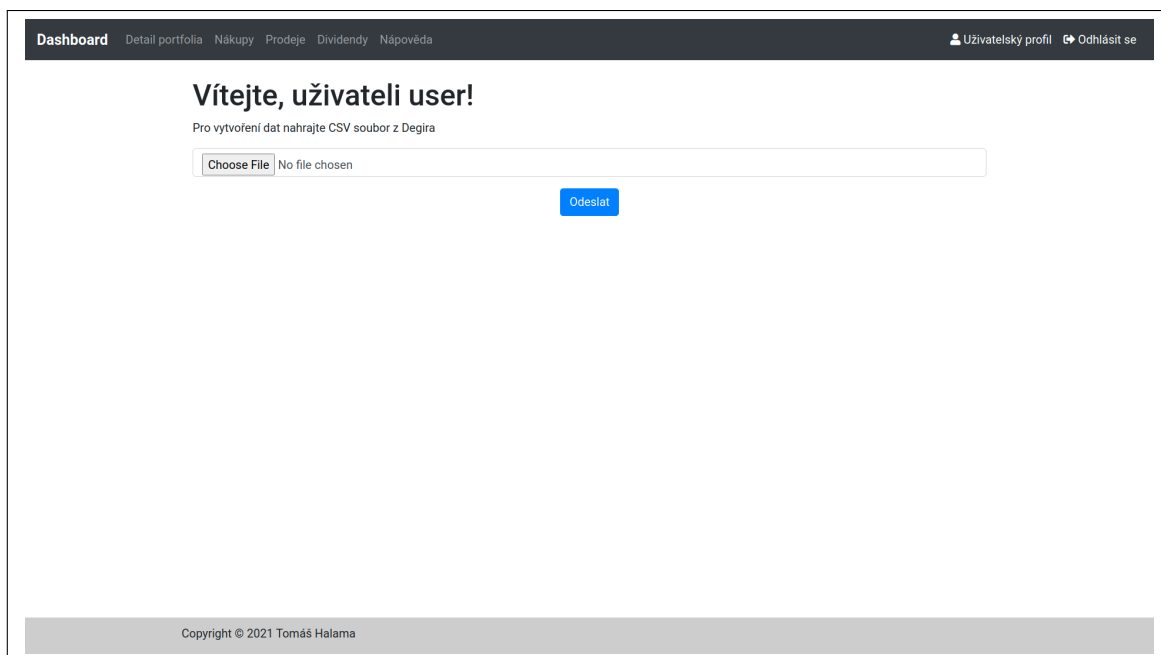 Dashboard Detail portfolia Nákupy Prodeje Dividendy Nápověda Uživatelský profil Odhlásit se
Vítejte, uživateli user!
Pro vytvoření dat nahrajte CSV soubor z Degira
Choose File No file chosen
Odeslat
Copyright © 2021 Tomáš Halama